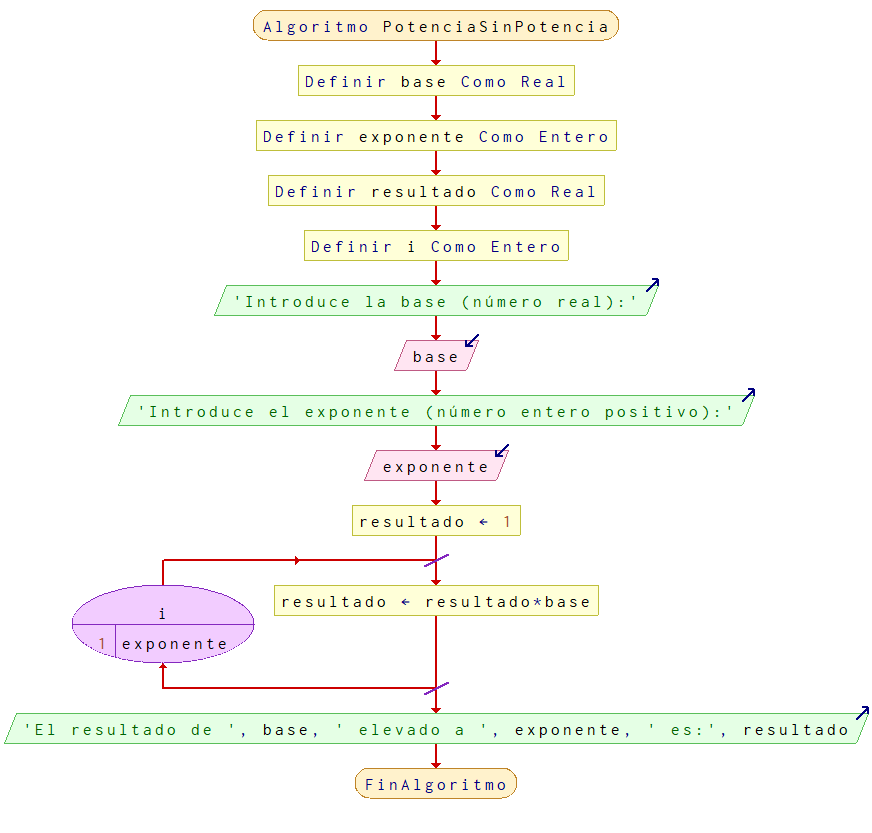 Algoritmo PotenciaSinPotencia
Definir base Como Real
Definir exponente Como Entero
Definir resultado Como Real
Definir i Como Entero
'Introduce la base (número real):'
base
'Introduce el exponente (número entero positivo):'
exponente
resultado ← 1
resultado ← resultado*base
i
1 exponente
'El resultado de ', base, ' elevado a ', exponente, ' es:', resultado
FinAlgoritmo